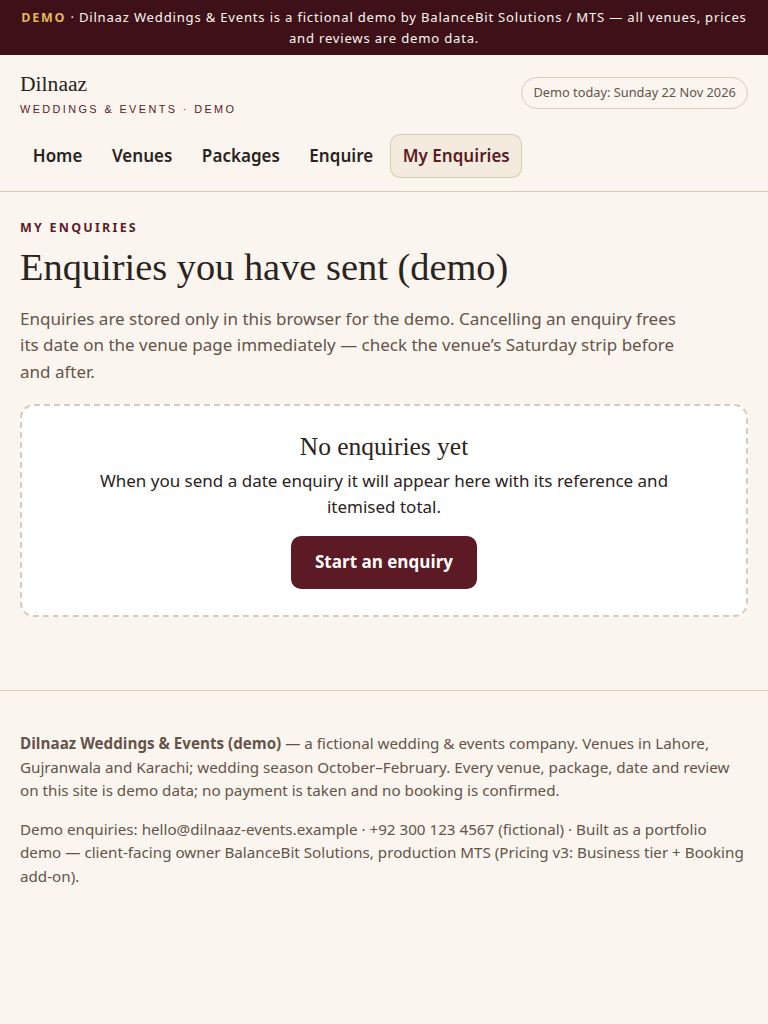 DEMO · Dilnaaz Weddings & Events is a fictional demo by BalanceBit Solutions / MTS — all venues, prices
and reviews are demo data.
Dilnaaz
WEDDINGS & EVENTS · DEMO
Demo today: Sunday 22 Nov 2026
Home Venues Packages Enquire My Enquiries
MY ENQUIRIES
Enquiries you have sent (demo)
Enquiries are stored only in this browser for the demo. Cancelling an enquiry frees
its date on the venue page immediately — check the venue’s Saturday strip before
and after.
No enquiries yet
When you send a date enquiry it will appear here with its reference and
itemised total.
Start an enquiry
Dilnaaz Weddings & Events (demo) — a fictional wedding & events company. Venues in Lahore,
Gujranwala and Karachi; wedding season October–February. Every venue, package, date and review
on this site is demo data; no payment is taken and no booking is confirmed.
Demo enquiries: hello@dilnaaz-events.example · +92 300 123 4567 (fictional) · Built as a portfolio
demo — client-facing owner BalanceBit Solutions, production MTS (Pricing v3: Business tier + Booking
add-on).